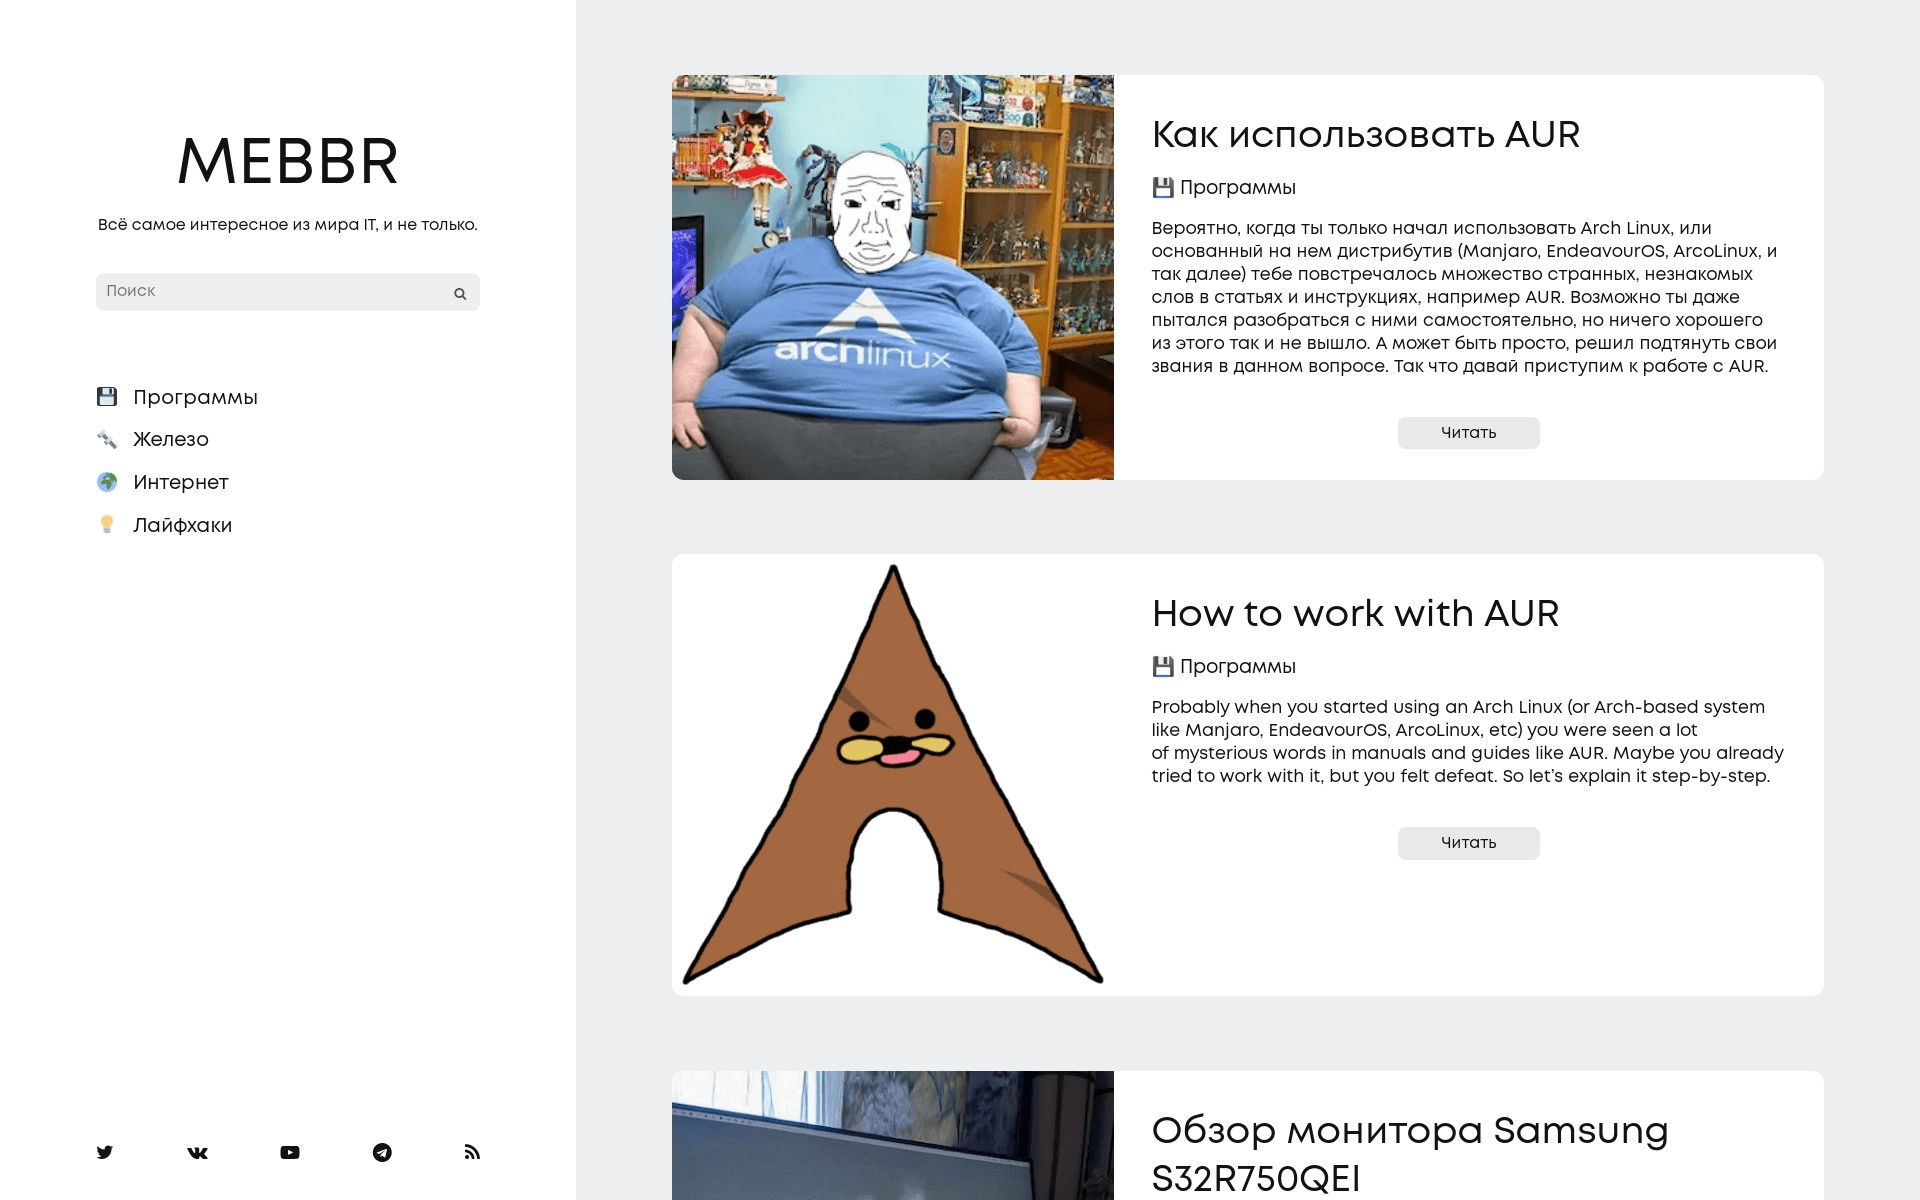 MEBBR
Всё самое интересное из мира IT, и не только.
Поиск
Программы
Железо
Интернет
Лайфхаки
archlinux
Как использовать AUR
💾 Программы
Вероятно, когда ты только начал использовать Arch Linux, или
основанный на нем дистрибутив (Manjaro, EndeavourOS, ArcoLinux, и
так далее) тебе повстречалось множество странных, незнакомых
слов в статьях и инструкциях, например AUR. Возможно ты даже
пытался разобраться с ними самостоятельно, но ничего хорошего
из этого так и не вышло. А может быть просто, решил подтянуть свои
звания в данном вопросе. Так что давай приступим к работе с AUR.
Читать
How to work with AUR
💾 Программы
Probably when you started using an Arch Linux (or Arch-based system
like Manjaro, EndeavourOS, ArcoLinux, etc) you were seen a lot
of mysterious words in manuals and guides like AUR. Maybe you already
tried to work with it, but you felt defeat. So let’s explain it step-by-step.
Читать
Обзор монитора Samsung
S32R750QEI